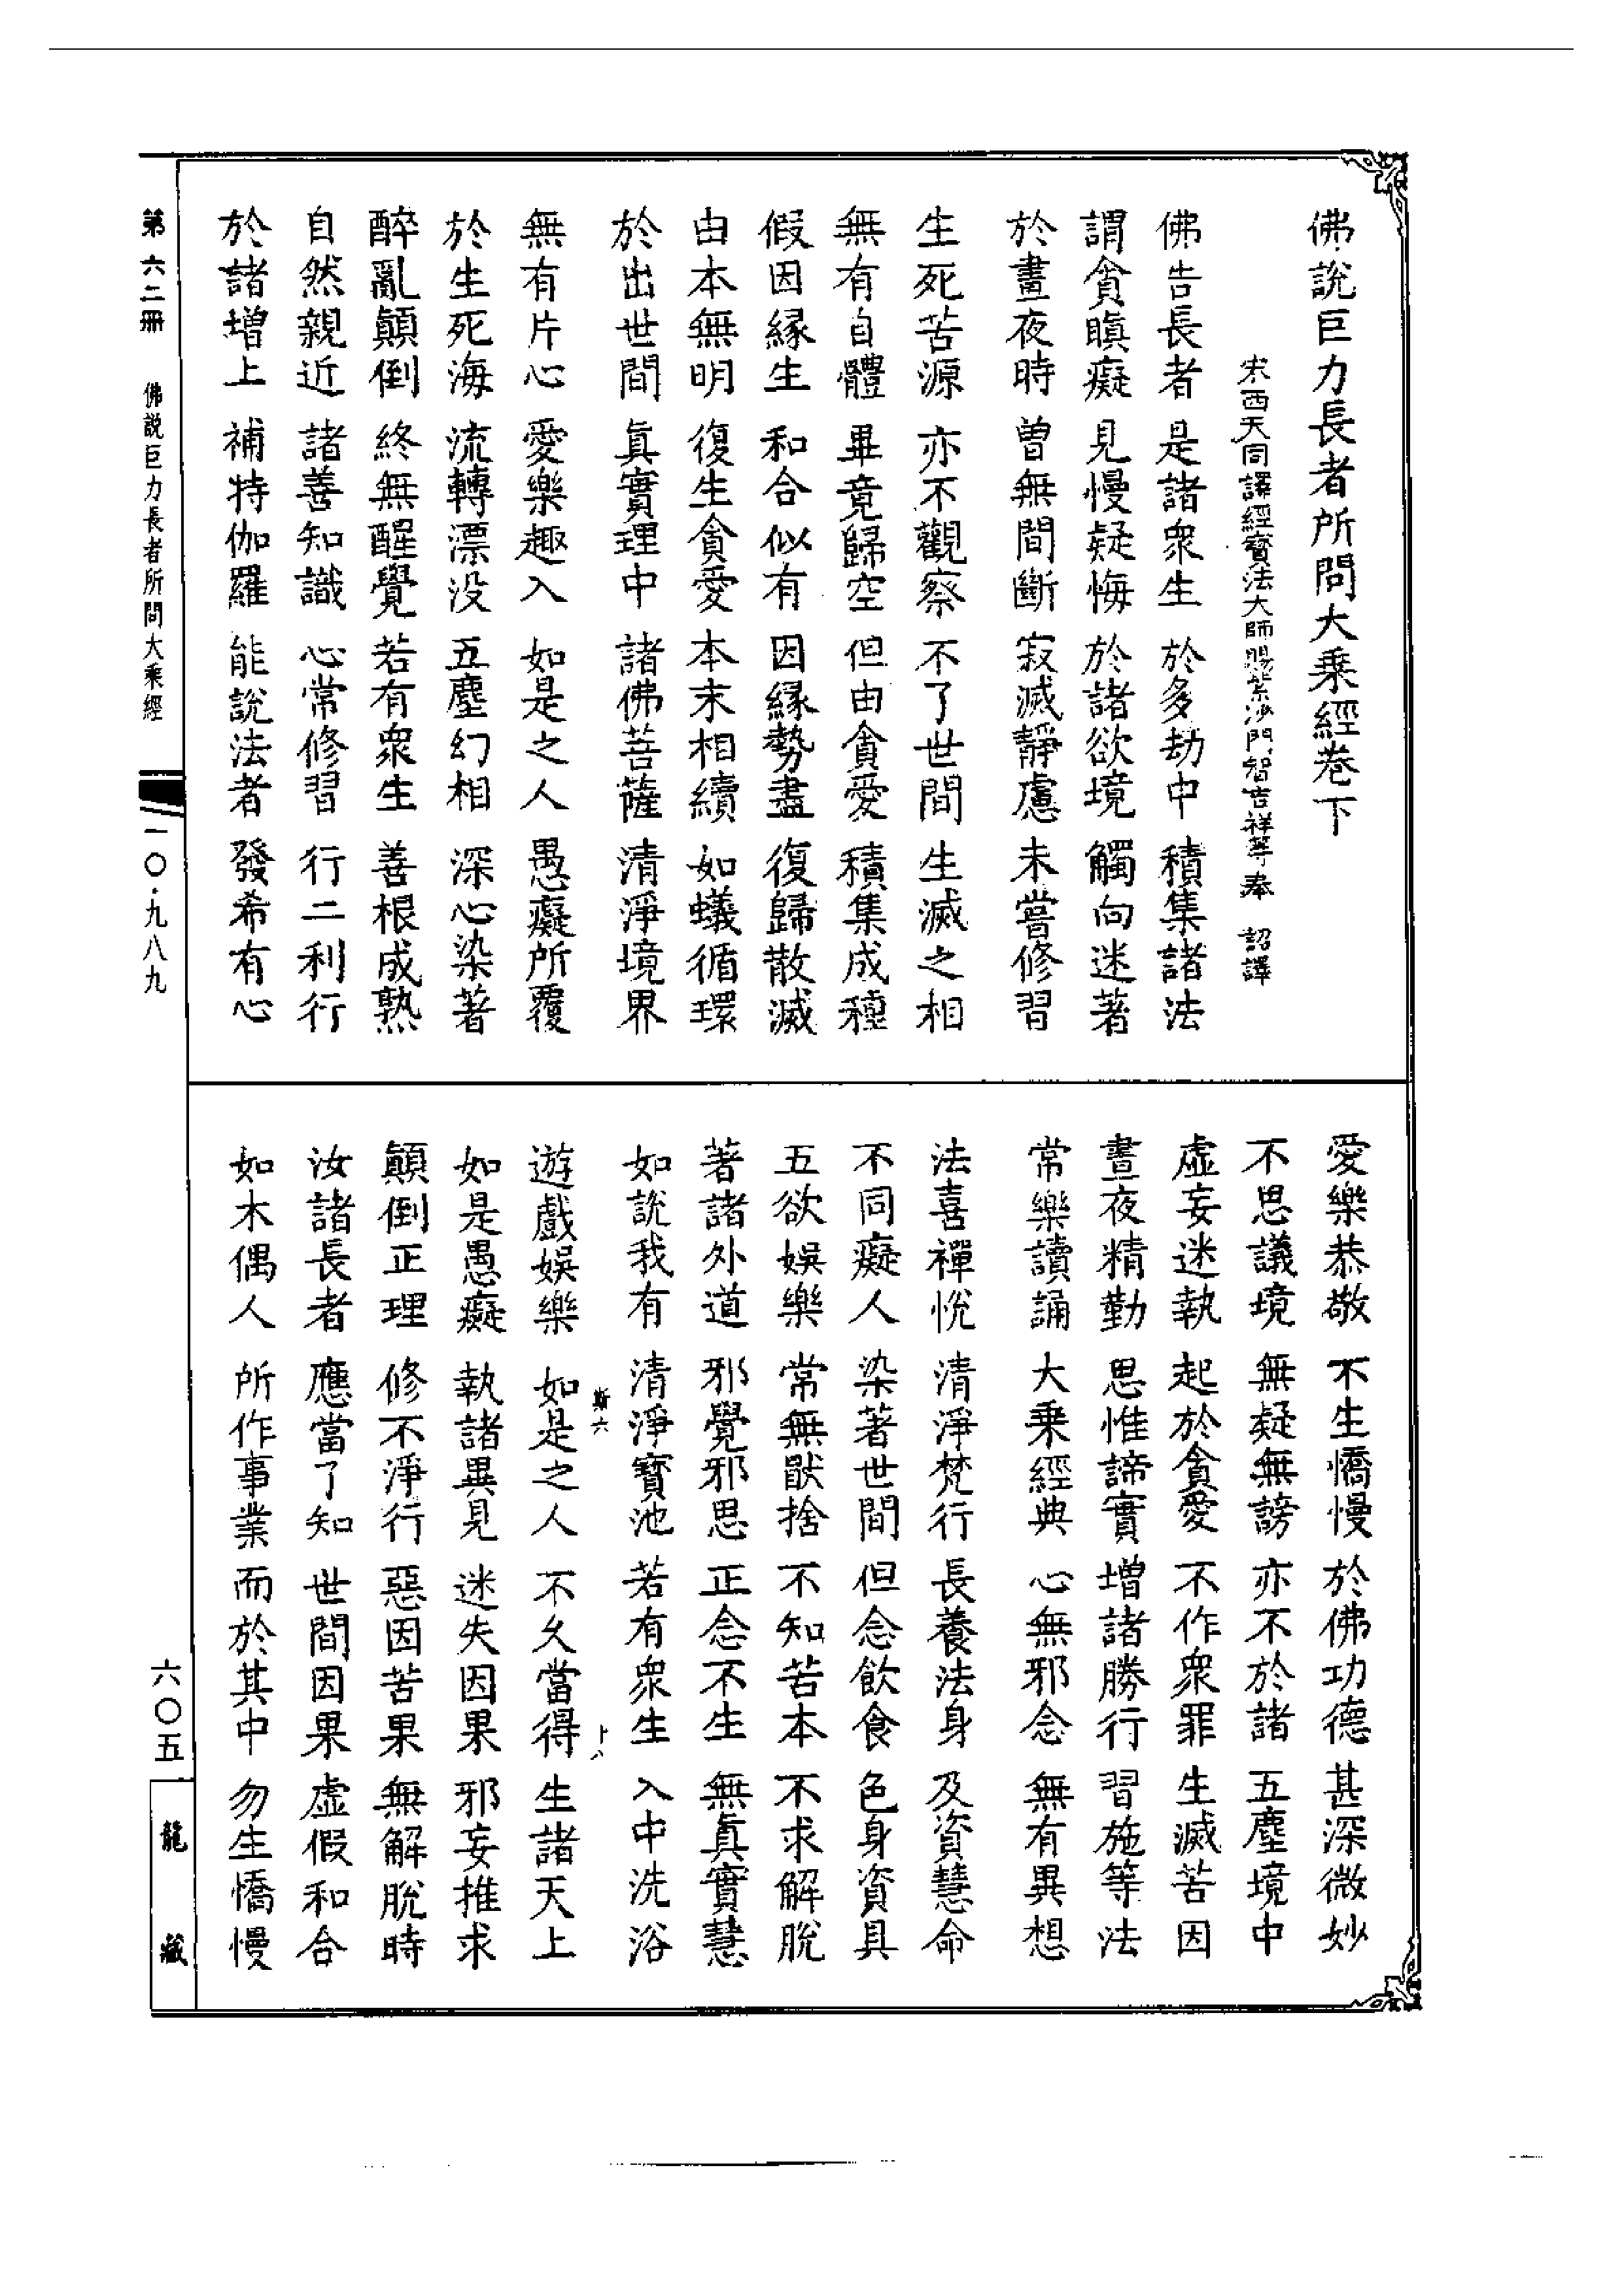 佛說巨力長者所問大乘經卷下
宋西天同譯經寶法大師賜紫沙門智吉祥等奉　詔譯
佛告長者　是諸衆生　於多劫中　積集諸法
謂貪瞋癡　見慢疑悔　於諸欲境　觸向迷著
於晝夜時　曾無間斷　寂滅靜慮　未嘗修習
生死苦源　亦不觀察　不了世間　生滅之相
無有自體　畢竟歸空　但由貪愛　積集成種
假因緣生　和合似有　因緣勢盡　復歸散滅
由本無明　復生貪愛　本末相續　如蟻循環
於出世間　眞實理中　諸佛菩薩　清淨境界
無有片心　愛樂趣入　如是之人　愚癡所覆
於生死海　流轉漂没　五塵幻相　深心染著
醉亂顛倒　終無醒覺　若有衆生　善根成熟
自然親近　諸善知識　心常修習　行二利行
於諸增上　補特伽羅　能說法者　發希有心
愛樂恭敬　不生憍慢　於佛功德　甚深微妙
不思議境　無疑無謗　亦不於諸　五塵境中
虛妄迷執　起於貪愛　不作衆罪　生滅苦因
晝夜精勤　思惟諦實　增諸勝行　習施等法
常樂讀誦　大乘經典　心無邪念　無有異想
法喜禪悅　清淨梵行　長養法身　及資慧命
不同癡人　染著世間　但念飲食　色身資具
五欲娛樂　常無猒捨　不知苦本　不求解脫
著諸外道　邪覺邪思　正念不生　無眞實慧
如說我有　清淨寶池　若有衆生　入中洗浴
斯六
遊戲娛樂　如是之人　不久當得　生諸天上
如是愚癡　執諸異見　迷失因果　邪妄推求
顛倒正理　修不淨行　惡因苦果　無解脫時
汝諸長者　應當了知　世間因果　虛假和合
如木偶人　所作事業　而於其中　勿生憍慢
第六二冊　佛說巨力長者所問大乘經
一〇·九八九
六〇五
龍藏